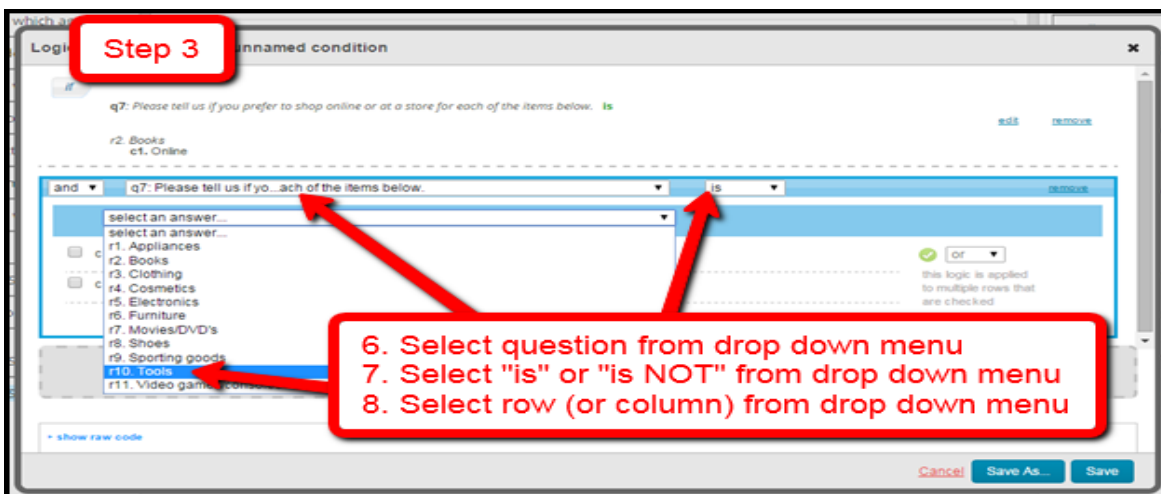 which a
Step 3
Logi unnamed condition ×
if
q7: Please tell us if you prefer to shop online or at a store for each of the items below. is
edit remove
r2. Books
c1. Online
and q7: Please tell us if yo...ach of the items below. is remove
select an answer...
select an answer...
r1. Appliances
r2. Books
r3. Clothing
r4. Cosmetics
r5. Electronics
r6. Furniture
r7. Movies/DVD's
r8. Shoes
r9. Sporting goods
r10. Tools
r11. Video game consol
c
c
or
this logic is applied
to multiple rows that
are checked
6. Select question from drop down menu
7. Select "is" or "is NOT" from drop down menu
8. Select row (or column) from drop down menu
+ show raw code
Cancel Save As... Save